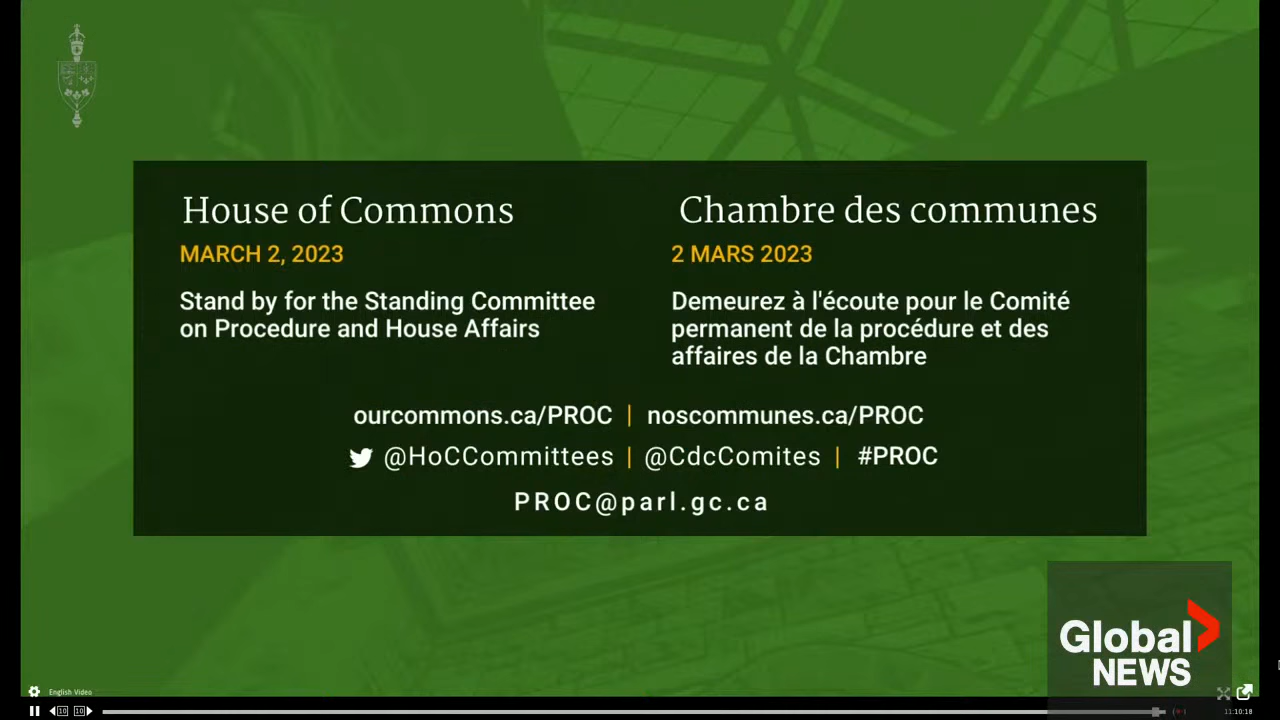 House of Commons
MARCH 2, 2023
Stand by for the Standing Committee
on Procedure and House Affairs
Chambre des communes
2 MARS 2023
Demeurez à l'écoute pour le Comité
permanent de la procédure et des
affaires de la Chambre
ourcommons.ca/PROC | noscommunes.ca/PROC
@HoCCommittees | @CdcComites | #PROC
PROC@parl.gc.ca
Global
NEWS
English Video
10 10
11:10:18